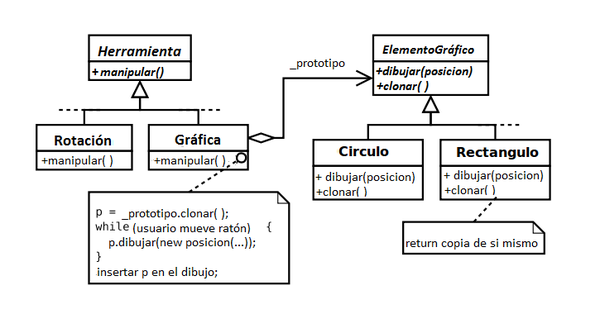 Herramienta
+ manipular()
_prototipo
ElementoGráfico
+dibujar(posicion)
+clonar( )
Rotación
+manipular( )
Gráfica
+manipular( )
Circulo
+ dibujar(posicion)
+clonar( )
Rectangulo
+ dibujar(posicion)
+clonar( )
p = _prototipo.clonar( );
while (usuario mueve ratón) {
p.dibujar(new posicion(...));
}
insertar p en el dibujo;
return copia de si mismo